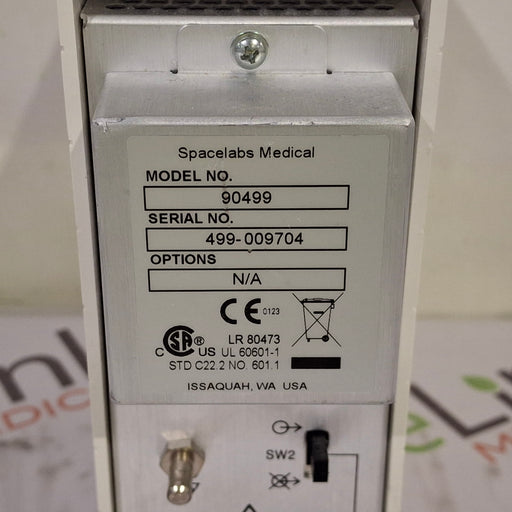 Spacelabs Medical
MODEL NO.
90499
SERIAL NO.
499-009704
OPTIONS
N/A
CE 0123
SA ®
C US
LR 80473
UL 60601-1
STD C22.2 NO. 601.1
ISSAQUAH, WA USA
SW2